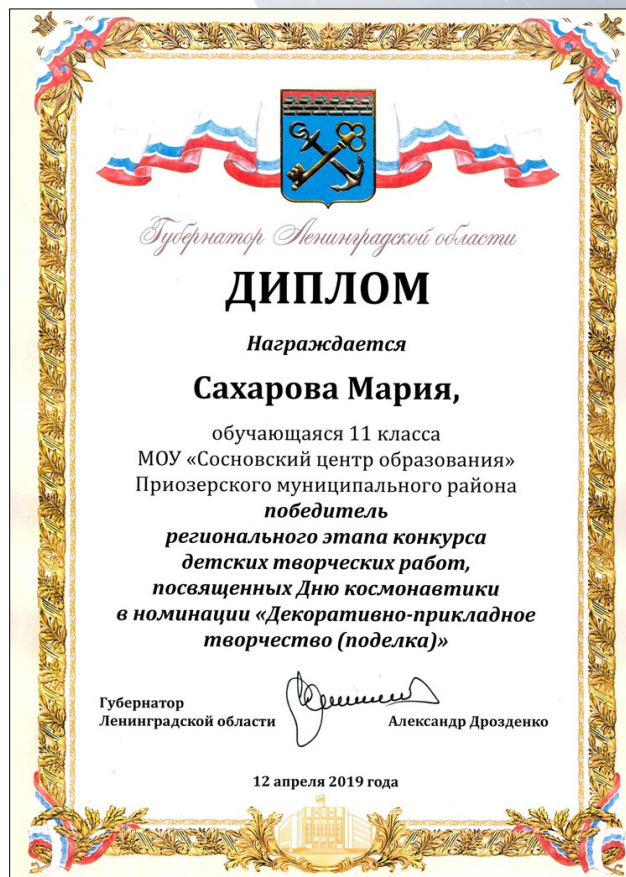 Губернатор Ленинградской области
ДИПЛОМ
Награждается
Сахарова Мария,
обучающаяся 11 класса
МОУ «Сосновский центр образования»
Приозерского муниципального района
победитель
регионального этапа конкурса
детских творческих работ,
посвященных Дню космонавтики
в номинации «Декоративно-прикладное
творчество (поделка)»
Губернатор
Ленинградской области Александр Дрозденко
12 апреля 2019 года